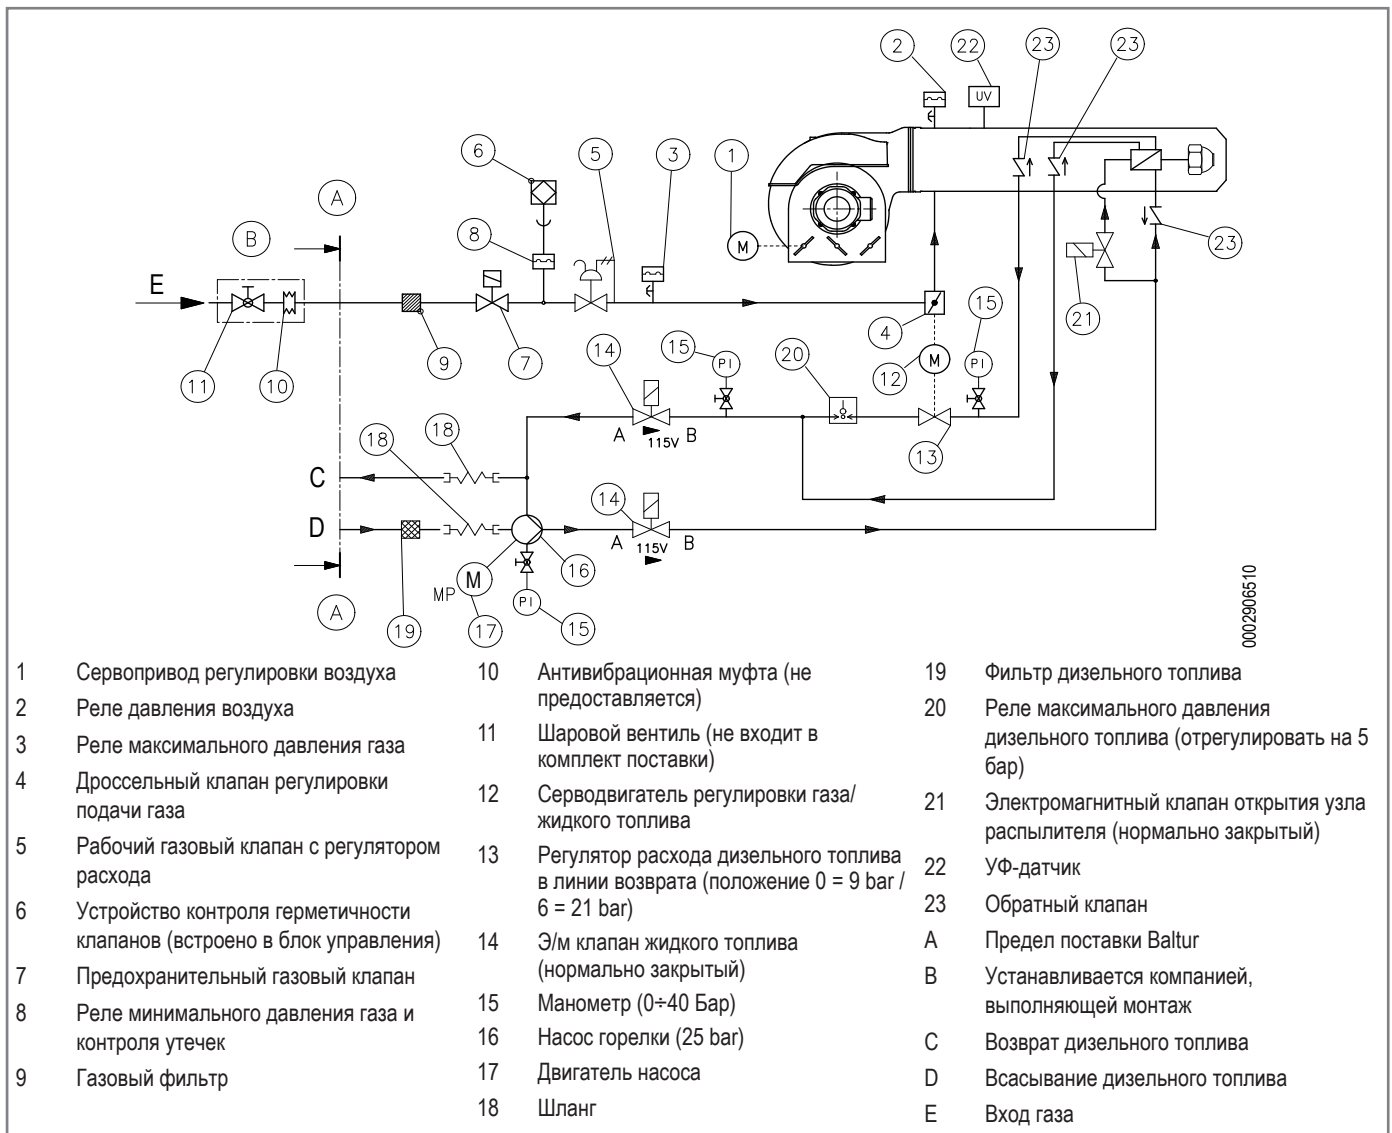 2
22
23
23
UV
6
5
3
1
A
B
8
M
23
E
21
15
4
14
15
PI
20
12
M
PI
11
10
9
7
18
18
A
115V
B
13
C
14
D
A
115V
B
16
MP
M
PI
15
A
19
17
0002906510
1 Сервопривод регулировки воздуха
2 Реле давления воздуха
3 Реле максимального давления газа
4 Дроссельный клапан регулировки
подачи газа
5 Рабочий газовый клапан с регулятором
расхода
6 Устройство контроля герметичности
клапанов (встроено в блок управления)
7 Предохранительный газовый клапан
8 Реле минимального давления газа и
контроля утечек
9 Газовый фильтр
10 Антивибрационная муфта (не
предоставляется)
11 Шаровой вентиль (не входит в
комплект поставки)
12 Серводвигатель регулировки газа/
жидкого топлива
13 Регулятор расхода дизельного топлива
в линии возврата (положение 0 = 9 bar /
6 = 21 bar)
14 Э/м клапан жидкого топлива
(нормально закрытый)
15 Манометр (0÷40 Бар)
16 Насос горелки (25 bar)
17 Двигатель насоса
18 Шланг
19 Фильтр дизельного топлива
20 Реле максимального давления
дизельного топлива (отрегулировать на 5
бар)
21 Электромагнитный клапан открытия узла
распылителя (нормально закрытый)
22 УФ-датчик
23 Обратный клапан
A Предел поставки Baltur
B Устанавливается компанией,
выполняющей монтаж
C Возврат дизельного топлива
D Всасывание дизельного топлива
E Вход газа